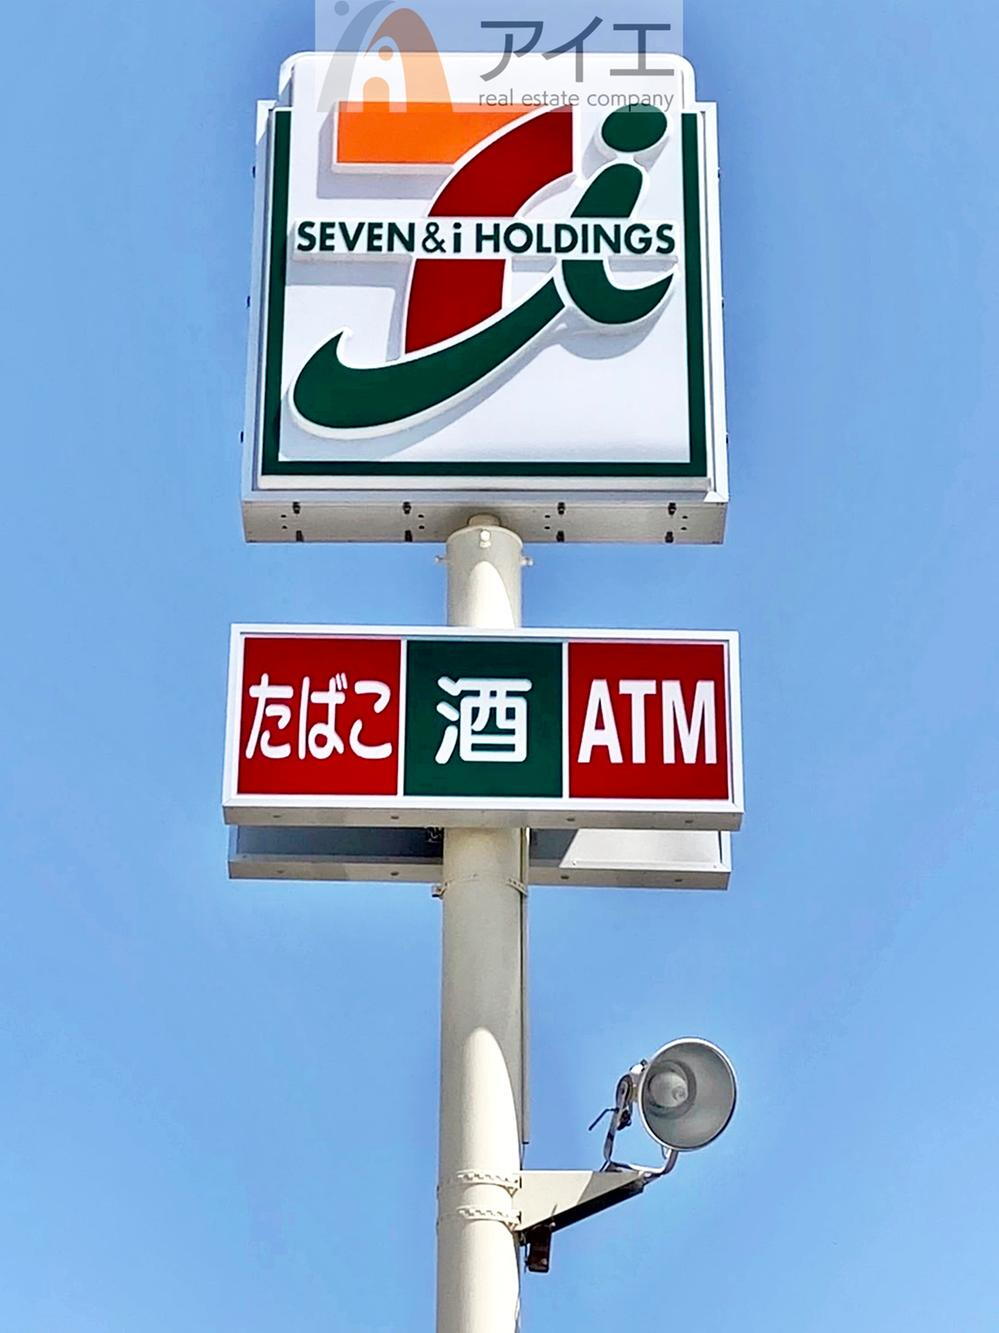 アイエ
real estate company
SEVEN&i HOLDINGS
たばこ 酒 ATM